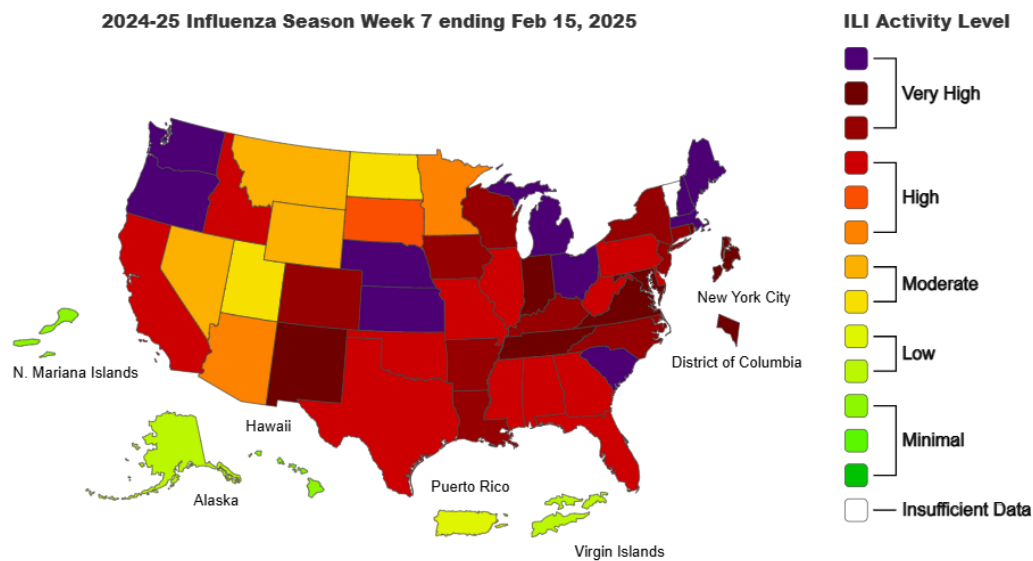 2024-25 Influenza Season Week 7 ending Feb 15, 2025
ILI Activity Level
Very High
High
Moderate
Low
Minimal
Insufficient Data
New York City
District of Columbia
N. Mariana Islands
Hawaii
Alaska
Puerto Rico
Virgin Islands